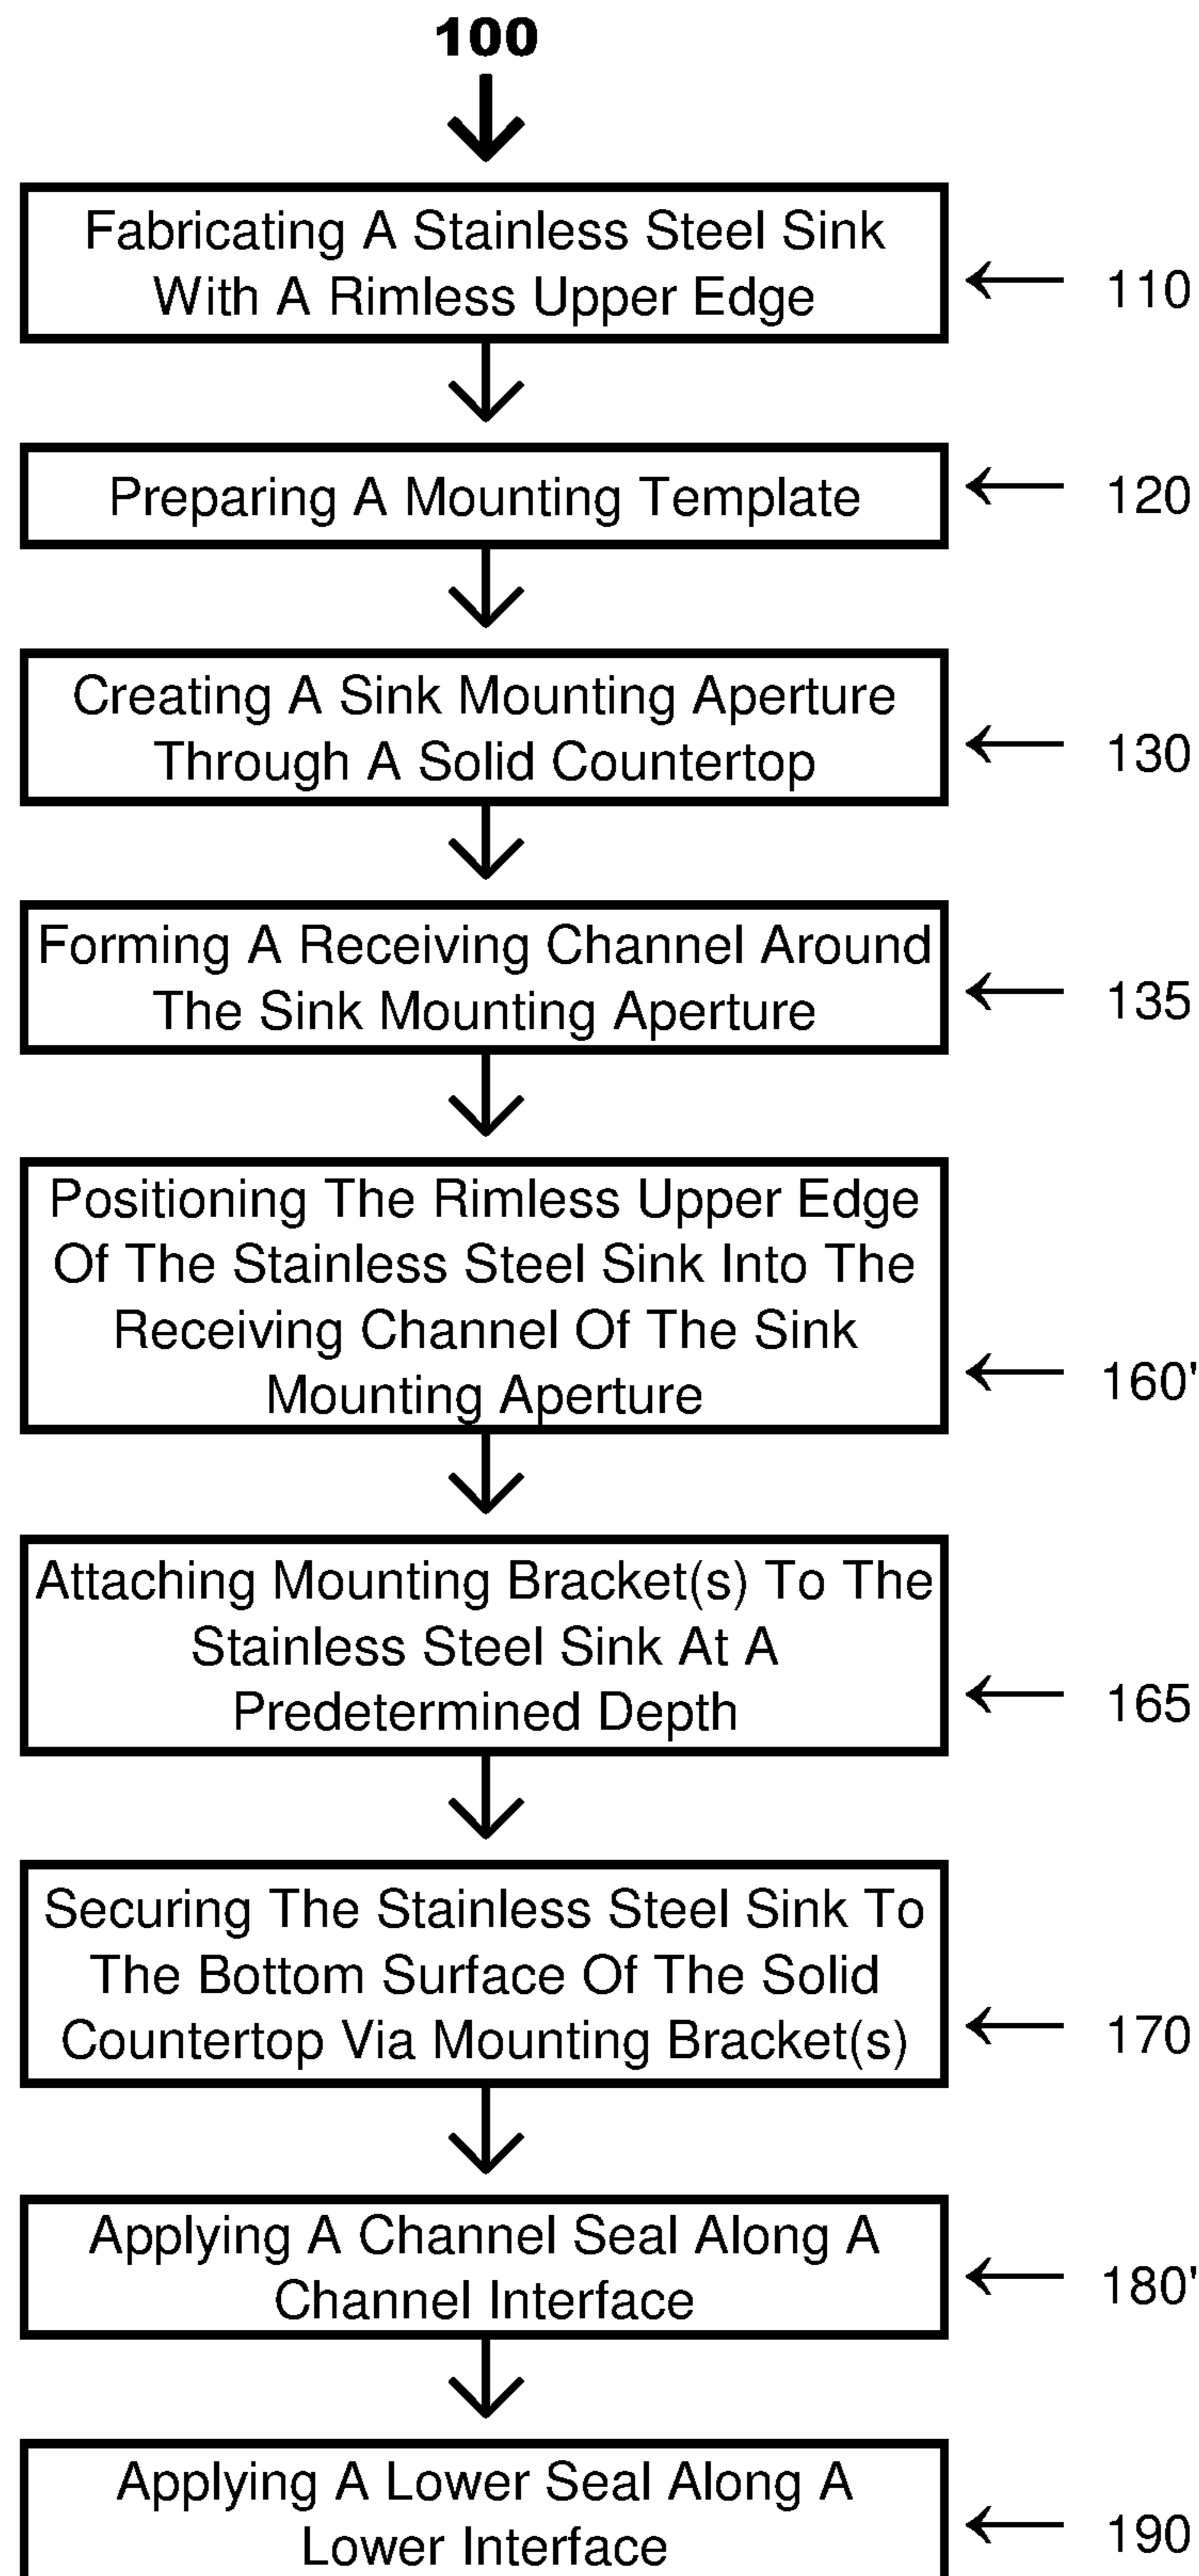 100
Fabricating A Stainless Steel Sink
With A Rimless Upper Edge
110
Preparing A Mounting Template
120
Creating A Sink Mounting Aperture
Through A Solid Countertop
130
Forming A Receiving Channel Around
The Sink Mounting Aperture
135
Positioning The Rimless Upper Edge
Of The Stainless Steel Sink Into The
Receiving Channel Of The Sink
Mounting Aperture
160'
Attaching Mounting Bracket(s) To The
Stainless Steel Sink At A
Predetermined Depth
165
Securing The Stainless Steel Sink To
The Bottom Surface Of The Solid
Countertop Via Mounting Bracket(s)
170
Applying A Channel Seal Along A
Channel Interface
180'
Applying A Lower Seal Along A
Lower Interface
190